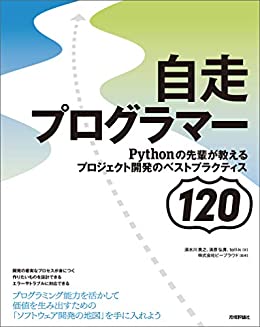 自走
プログラマー
Pythonの先輩が教える
プロジェクト開発のベストプラクティス
120
清水川 貴之、清原 弘貴、tell-k [著]
株式会社ビープラウド [監修]
開発の着実なプロセスが身につく
作りたいものを設計できる
エラーやトラブルに対応できる
プログラミング能力を活かして
価値を生み出すための
「ソフトウェア開発の地図」を手に入れよう
技術評論社